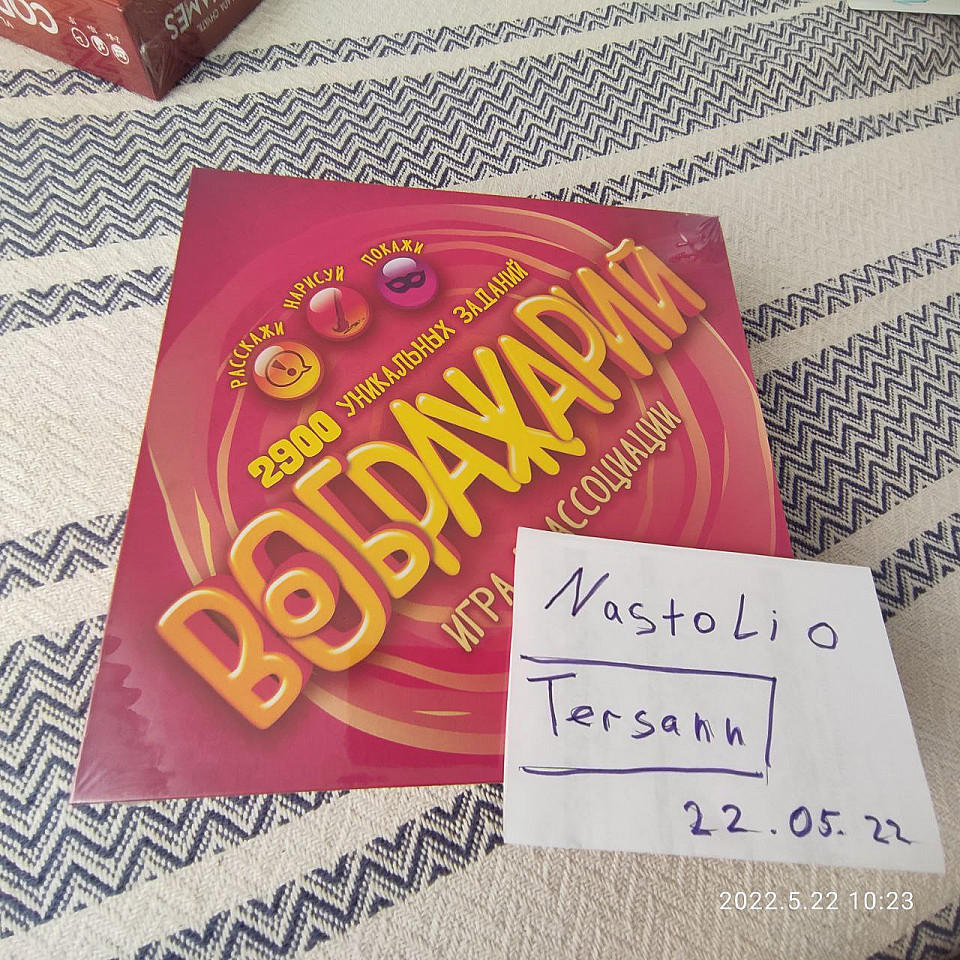 GAMES
РАССКАЖИ
НАРИСУЙ
ПОКАЖИ
2900 УНИКАЛЬНЫХ ЗАДАНИЙ
ВООБРАЖАРИЙ
ИГРА АССОЦИАЦИИ
NastoLio
Tersann
22.05.22
2022.5.22 10:23